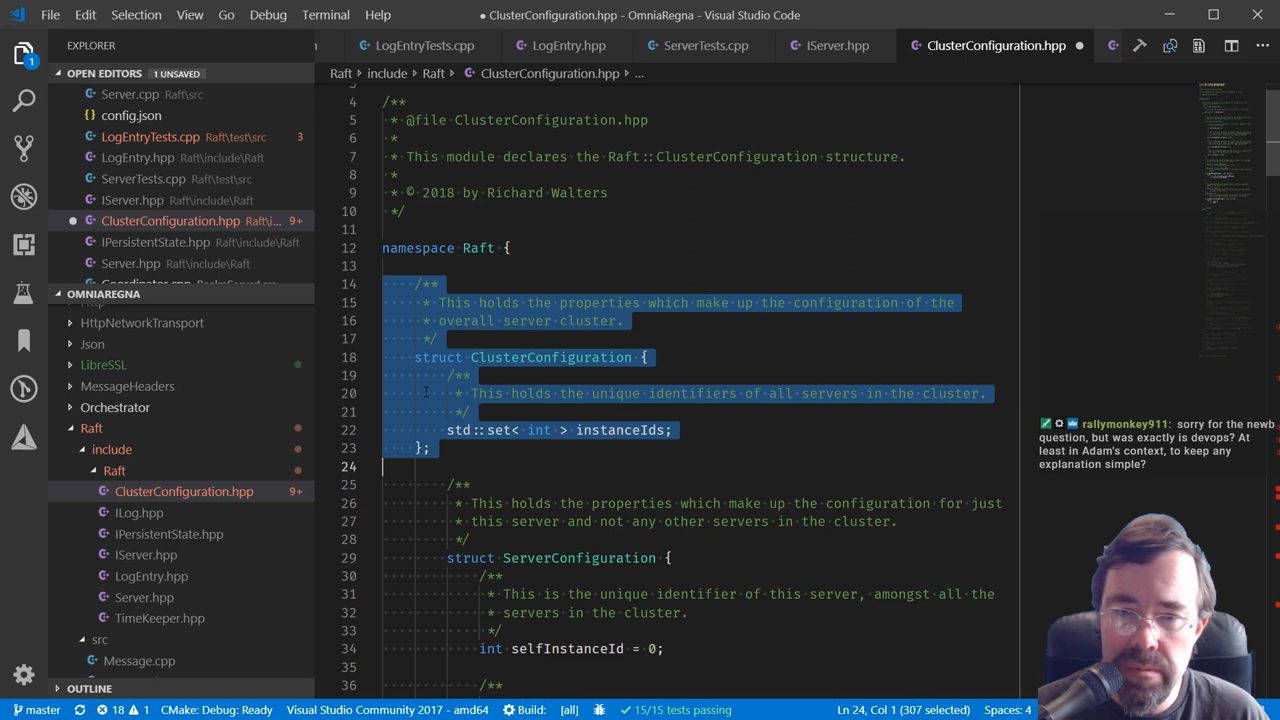 File Edit Selection View Go Debug Terminal Help
● ClusterConfiguration.hpp - OmniaRegna - Visual Studio Code
EXPLORER
LogEntryTests.cpp LogEntry.hpp ServerTests.cpp IServer.hpp ClusterConfiguration.hpp
Raft > include > Raft > ClusterConfiguration.hpp > ...
OPEN EDITORS 1 UNSAVED
Server.cpp Raft\src
config.json
LogEntryTests.cpp Raft\test\src 3
LogEntry.hpp Raft\include\Raft
ServerTests.cpp Raft\test\src
IServer.hpp Raft\include\Raft
ClusterConfiguration.hpp Raft\i... 9+
IPersistentState.hpp Raft\include\Raft
Server.hpp Raft\include\Raft
OMNIAREGNA
HttpNetworkTransport
Json
LibreSSL
MessageHeaders
Orchestrator
Raft
include
Raft
ClusterConfiguration.hpp 9+
ILog.hpp
IPersistentState.hpp
IServer.hpp
LogEntry.hpp
Server.hpp
TimeKeeper.hpp
src
Message.cpp
OUTLINE
4 /**
5 * @file ClusterConfiguration.hpp
6 *
7 * This module declares the Raft::ClusterConfiguration structure.
8 *
9 * © 2018 by Richard Walters
10 */
11
12 namespace Raft {
13
14 /**
15 * This holds the properties which make up the configuration of the
16 * overall server cluster.
17 */
18 struct ClusterConfiguration {
19 /**
20 * This holds the unique identifiers of all servers in the cluster.
21 */
22 std::set< int > instanceIds;
23 };
24
25 /**
26 * This holds the properties which make up the configuration for just
27 * this server and not any other servers in the cluster.
28 */
29 struct ServerConfiguration {
30 /**
31 * This is the unique identifier of this server, amongst all the
32 * servers in the cluster.
33 */
34 int selfInstanceId = 0;
35
36 /**
rallymonkey911: sorry for the newb
question, but was exactly is devops? At
least in Adam's context, to keep any
explanation simple?
master 18 1 CMake: Debug: Ready Visual Studio Community 2017 - amd64 Build: [all] 15/15 tests passing Ln 24, Col 1 (307 selected) Spaces: 4